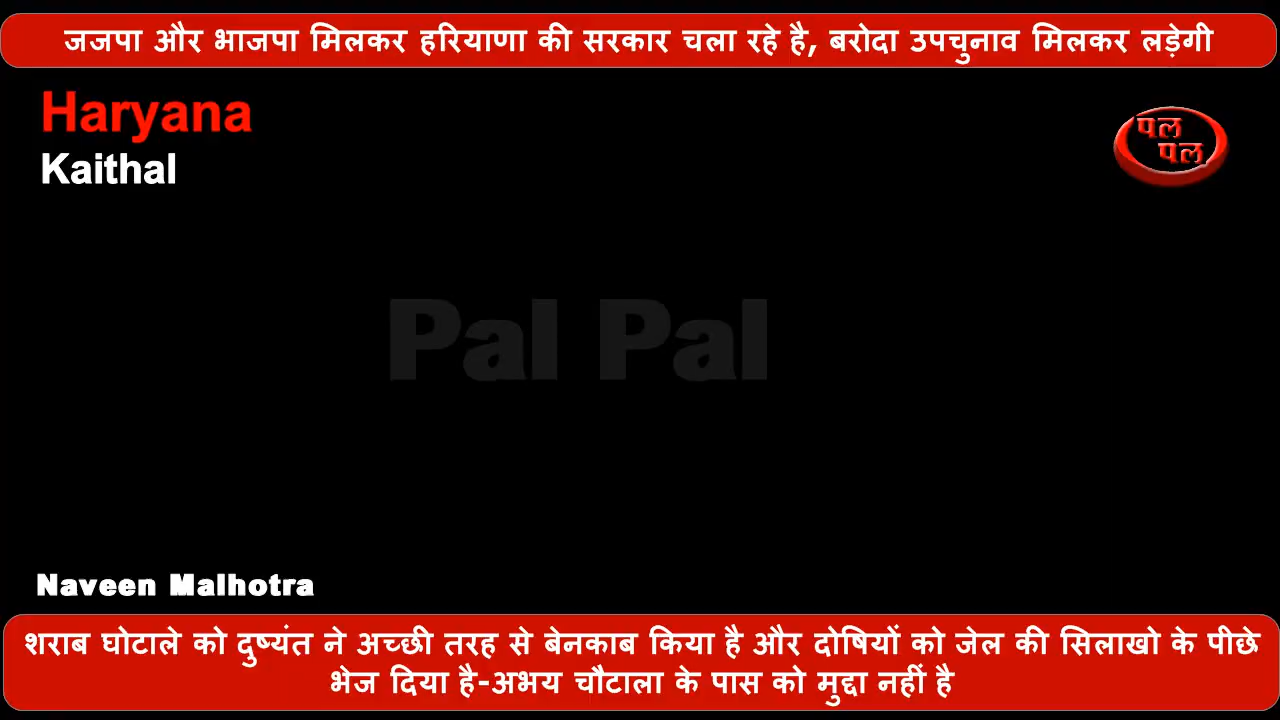 जजपा और भाजपा मिलकर हरियाणा की सरकार चला रहे है, बरोदा उपचुनाव मिलकर लड़ेगी
Haryana
Kaithal
पल
पल
Pal Pal
Naveen Malhotra
शराब घोटाले को दुष्यंत ने अच्छी तरह से बेनकाब किया है और दोषियों को जेल की सिलाखो के पीछे
भेज दिया है-अभय चौटाला के पास को मुद्दा नहीं है